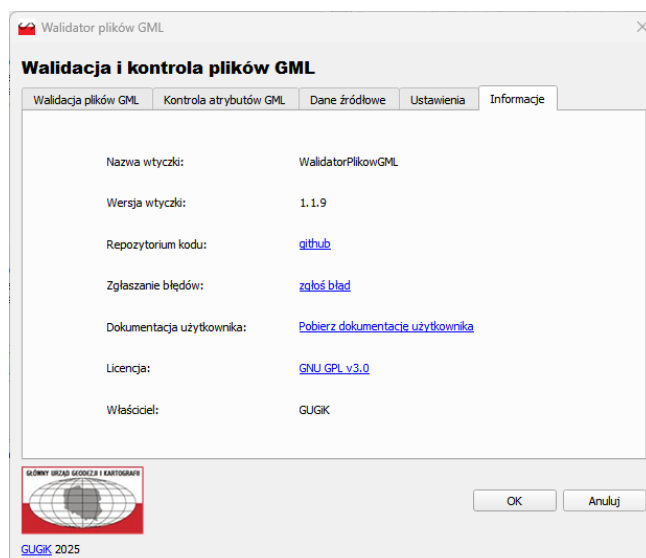 Walidator plików GML
Walidacja i kontrola plików GML
Walidacja plików GML Kontrola atrybutów GML Dane źródłowe Ustawienia Informacje
Nazwa wtyczki: WalidatorPlikowGML
Wersja wtyczki: 1.1.9
Repozytorium kodu: github
Zgłaszanie błędów: zgłoś błąd
Dokumentacja użytkownika: Pobierz dokumentację użytkownika
Licencja: GNU GPL v3.0
Właściciel: GUGiK
GŁÓWNY URZĄD GEODEZJI I KARTOGRAFII
OK Anuluj
GUGiK 2025